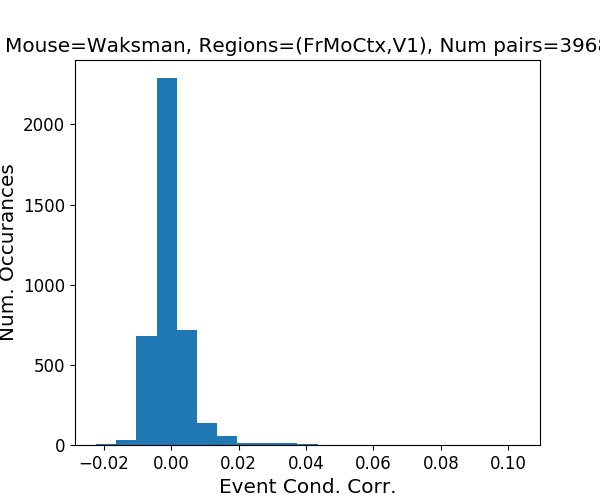 Mouse=Waksman, Regions=(FrMoCtx,V1), Num pairs=3968
Num. Occurances
2000
1500
1000
500
0
−0.02 0.00 0.02 0.04 0.06 0.08 0.10
Event Cond. Corr.